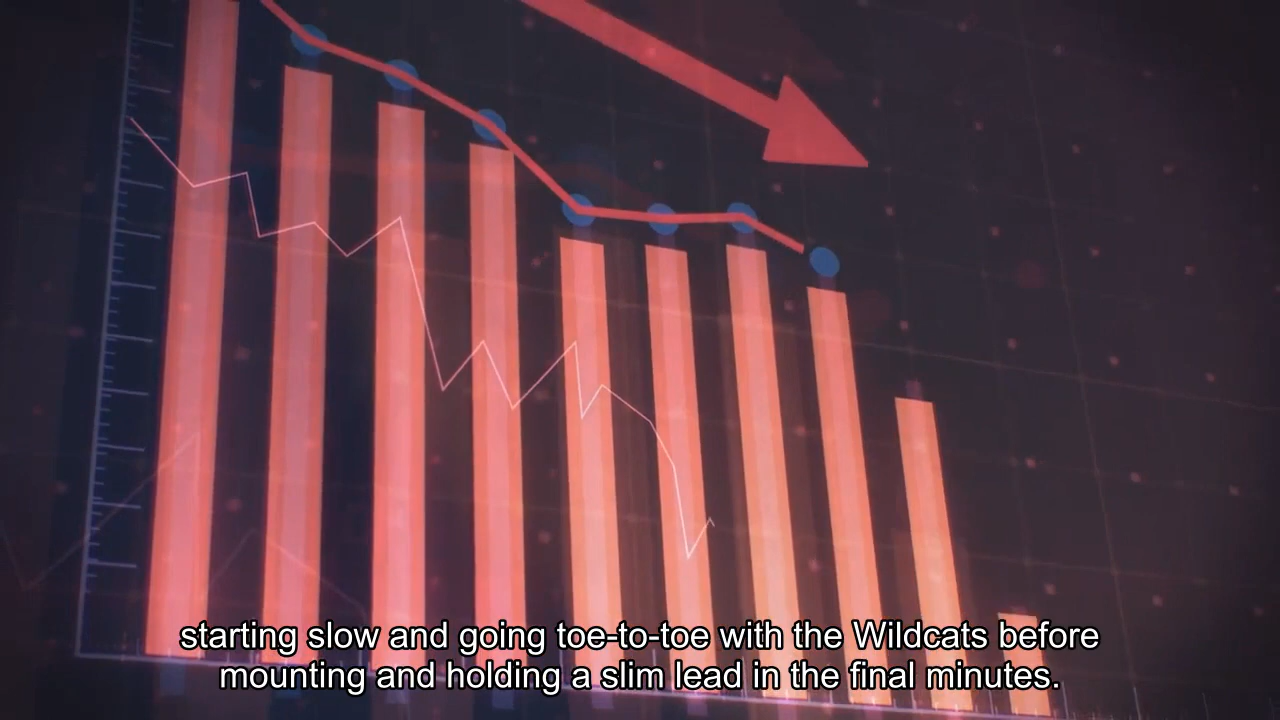 starting slow and going toe-to-toe with the Wildcats before
mounting and holding a slim lead in the final minutes.